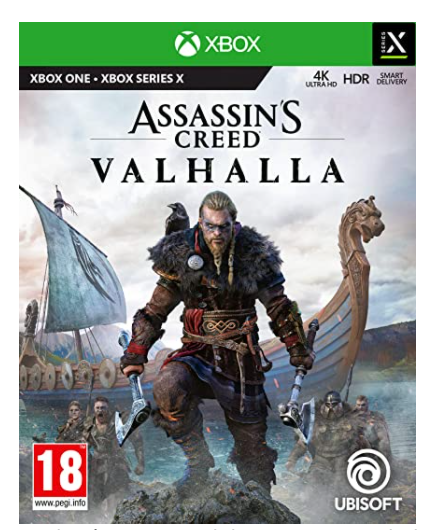 XBOX
SERIES X
XBOX ONE • XBOX SERIES X
4K ULTRA HD HDR SMART DELIVERY
ASSASSIN'S
CREED
VALHALLA
18
www.pegi.info
UBISOFT